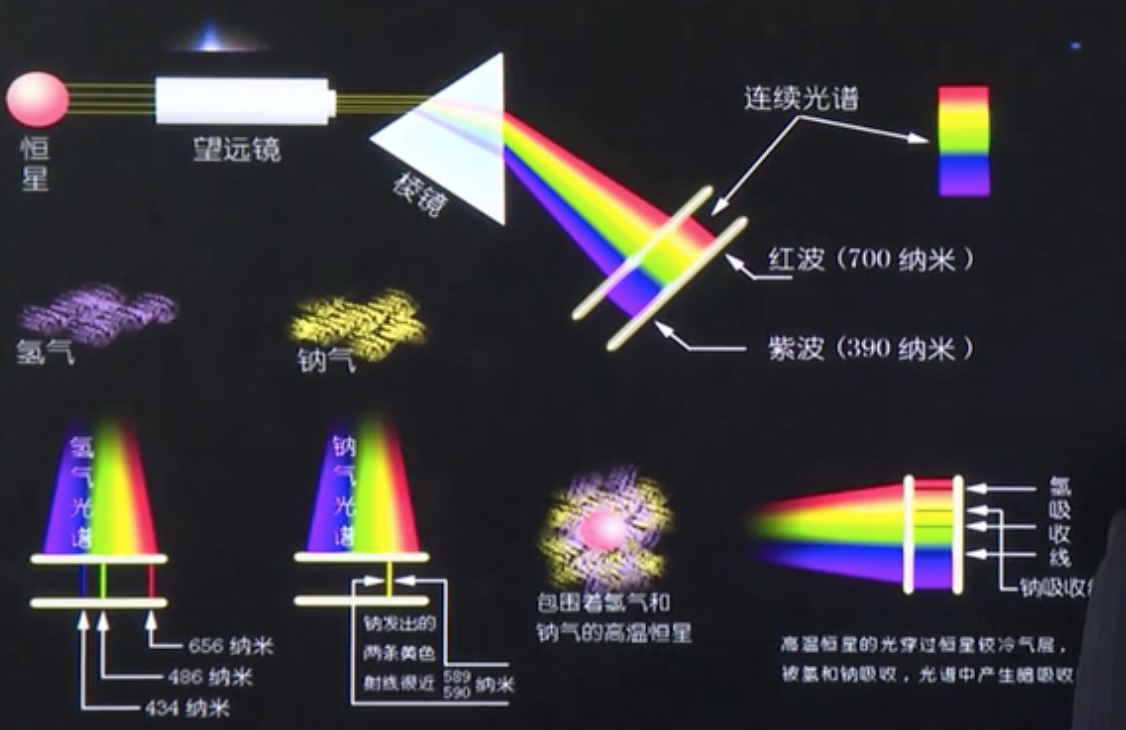 恒星
望远镜
棱镜
连续光谱
红波（700 纳米）
紫波（390 纳米）
氢气
钠气
氢气光谱
钠气光谱
656 纳米
486 纳米
434 纳米
钠发出的
两条黄色
射线很近 589 590 纳米
包围着氢气和
钠气的高温恒星
氢吸收线
钠吸收
高温恒星的光穿过恒星较冷气层，
被氢和钠吸收，光谱中产生暗吸收